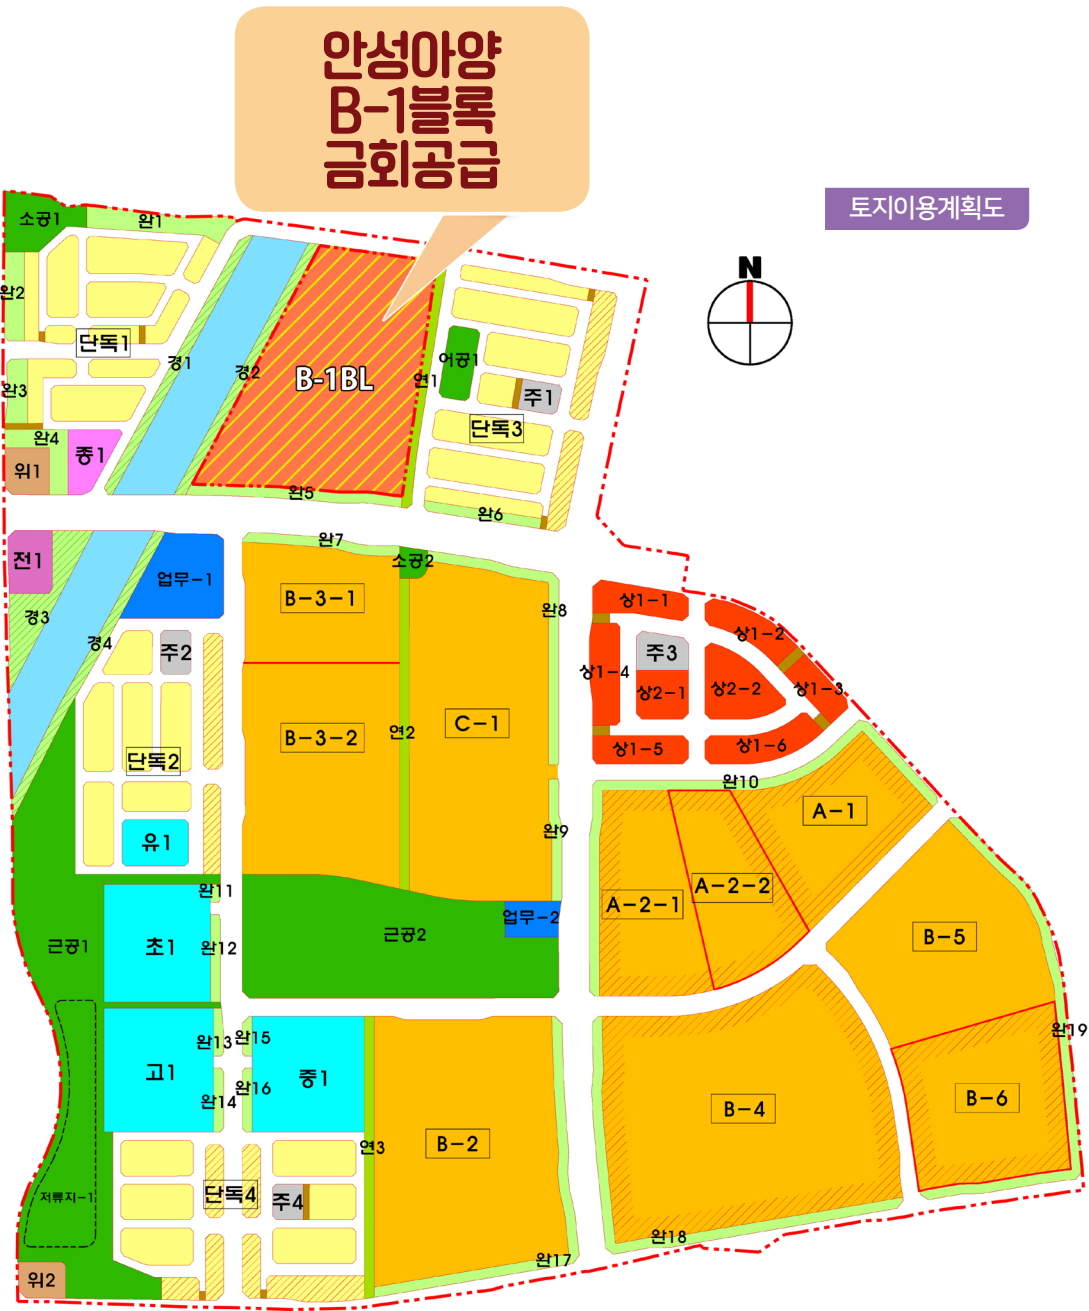 안성아양
B-1블록
금회공급
토지이용계획도
N
소공1
완1
완2
단독1
경1
경2
B-1BL
어공1
연1
주1
단독3
완3
완4
종1
위1
완5
완6
전1
업무-1
완7
소공2
경3
경4
B-3-1
완8
주2
상1-1
상1-2
주3
상1-4
상2-1
상2-2
상1-3
B-3-2
연2
C-1
단독2
상1-5
상1-6
완10
A-1
유1
완9
완11
A-2-1
A-2-2
업무-2
근공1
초1
완12
근공2
B-5
완13
완15
완19
고1
완16
중1
완14
B-4
B-6
연3
B-2
저류지-1
단독4
주4
완18
완17
위2